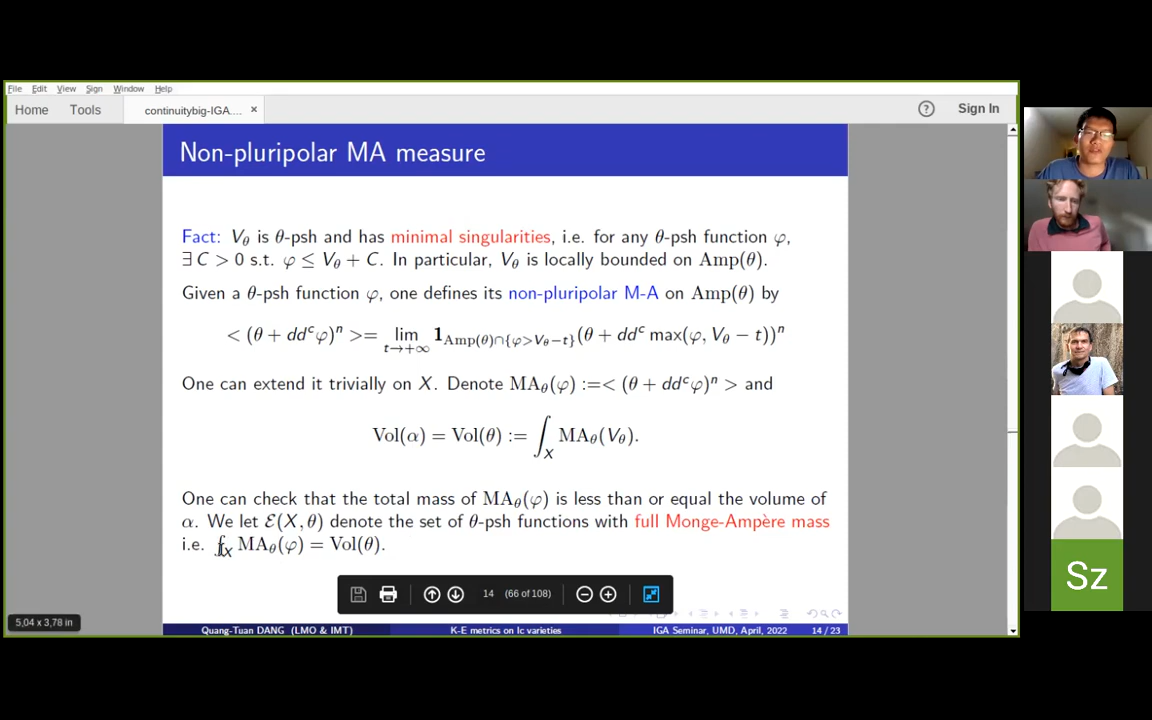 File Edit View Sign Window Help
Home Tools continuitybig-IGA.... × ? Sign In
Non-pluripolar MA measure
Fact: V_θ is θ-psh and has minimal singularities, i.e. for any θ-psh function φ,
∃ C > 0 s.t. φ ≤ V_θ + C. In particular, V_θ is locally bounded on Amp(θ).
Given a θ-psh function φ, one defines its non-pluripolar M-A on Amp(θ) by
< (θ + dd^cφ)^n >= lim_{t→+∞} 1_{Amp(θ)∩{φ>V_θ−t}}(θ + dd^c max(φ, V_θ − t))^n
One can extend it trivially on X. Denote MA_θ(φ) :=< (θ + dd^cφ)^n > and
Vol(α) = Vol(θ) := ∫_X MA_θ(V_θ).
One can check that the total mass of MA_θ(φ) is less than or equal the volume of
α. We let ℰ(X, θ) denote the set of θ-psh functions with full Monge-Ampère mass
i.e. ∫_X MA_θ(φ) = Vol(θ).
14 (66 of 108)
5,04 x 3,78 in
Quang-Tuan DANG (LMO & IMT) K-E metrics on lc varieties IGA Seminar, UMD, April, 2022 14 / 23
Sz